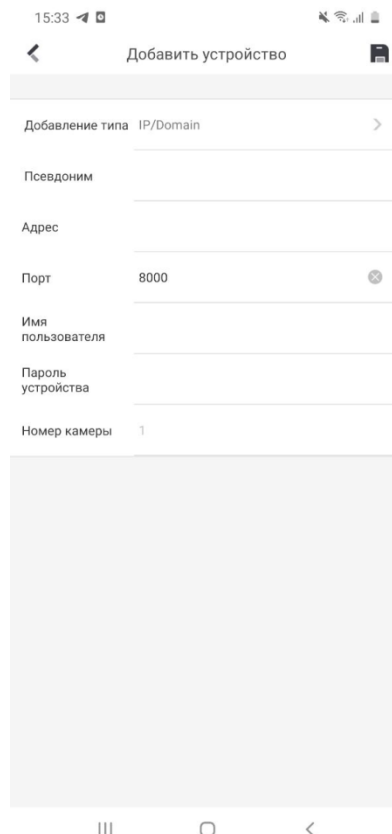 15:33
Добавить устройство
Добавление типа IP/Domain
Псевдоним
Адрес
Порт 8000
Имя
пользователя
Пароль
устройства
Номер камеры 1